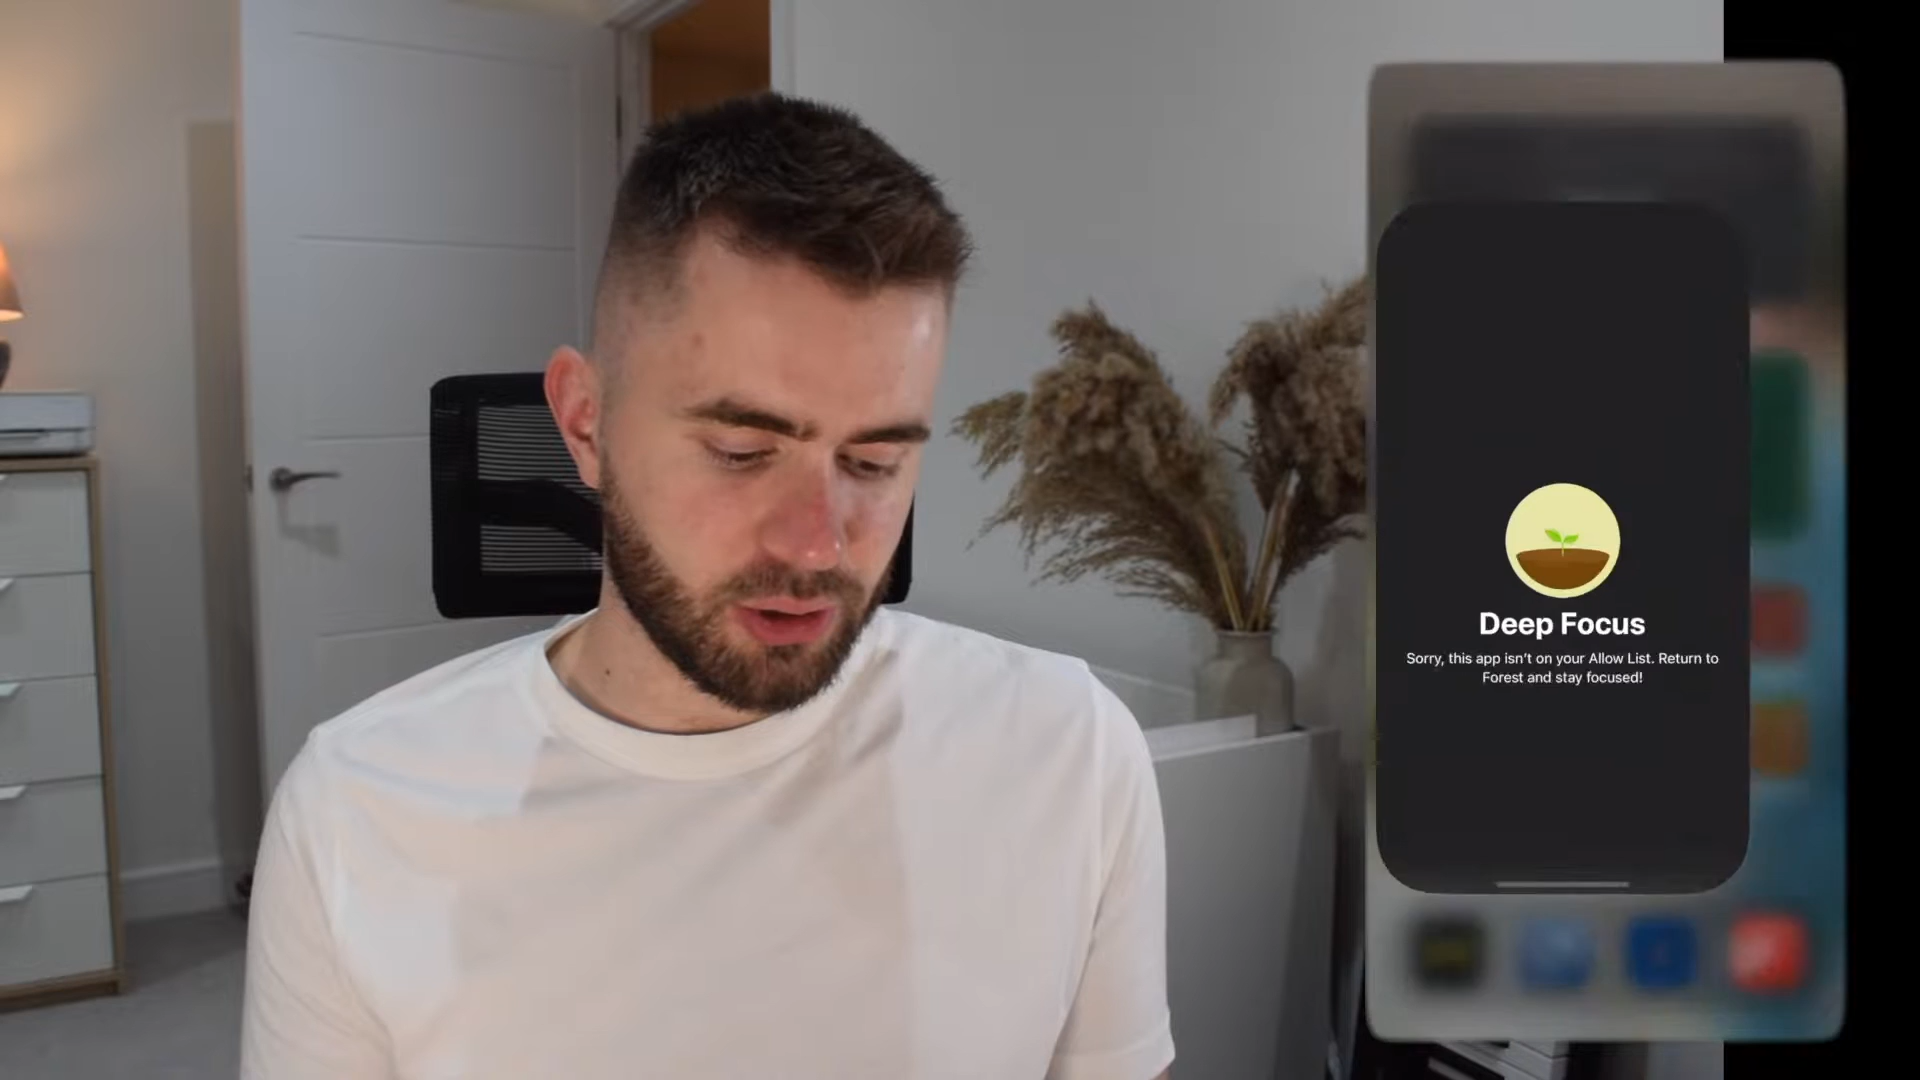 Deep Focus
Sorry, this app isn't on your Allow List. Return to
Forest and stay focused!